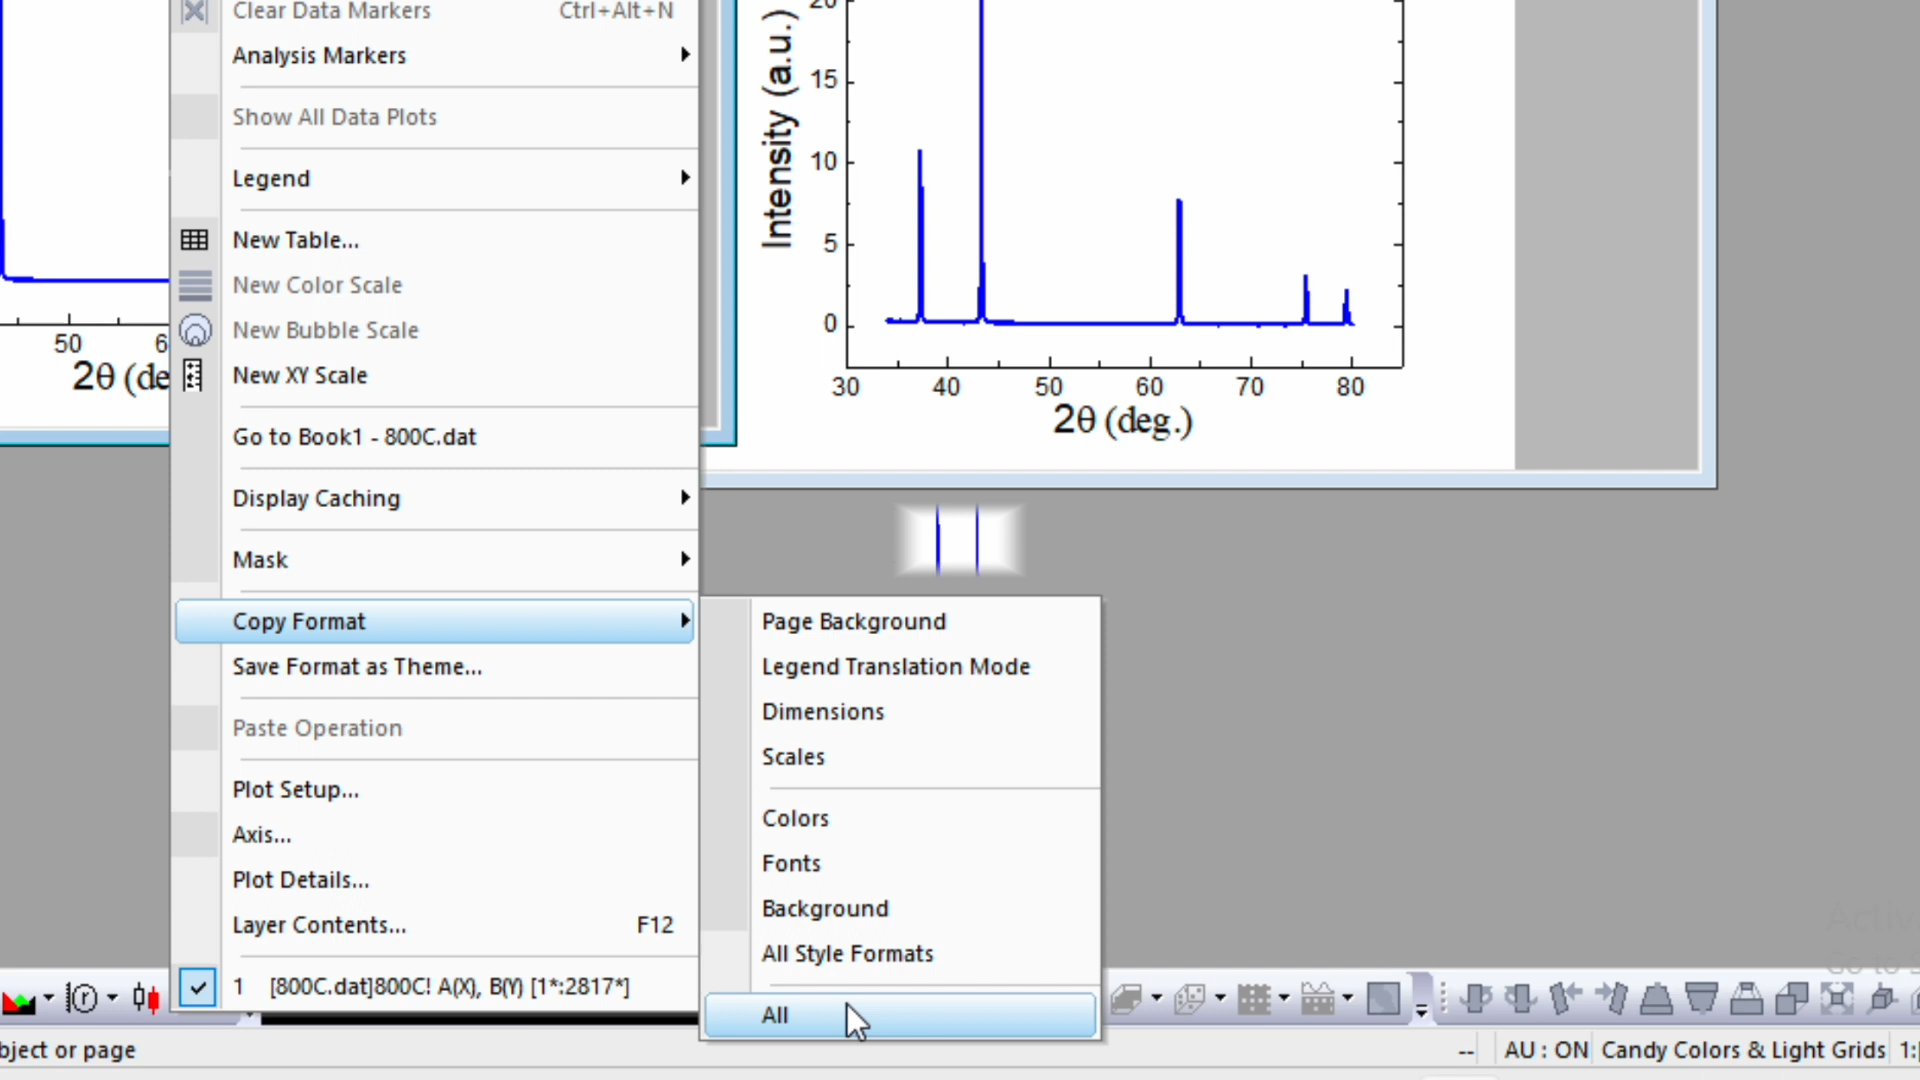 Clear Data Markers Ctrl+Alt+N
Analysis Markers
Show All Data Plots
Legend
New Table...
New Color Scale
New Bubble Scale
New XY Scale
Go to Book1 - 800C.dat
Display Caching
Mask
Copy Format
Save Format as Theme...
Paste Operation
Plot Setup...
Axis...
Plot Details...
Layer Contents... F12
1 [800C.dat]800C! A(X), B(Y) [1*:2817*]
Page Background
Legend Translation Mode
Dimensions
Scales
Colors
Fonts
Background
All Style Formats
All
50 6
2θ (de
Intensity (a.u.)
20
15
10
5
0
30 40 50 60 70 80
2θ (deg.)
bject or page
-- AU : ON Candy Colors & Light Grids 1:[